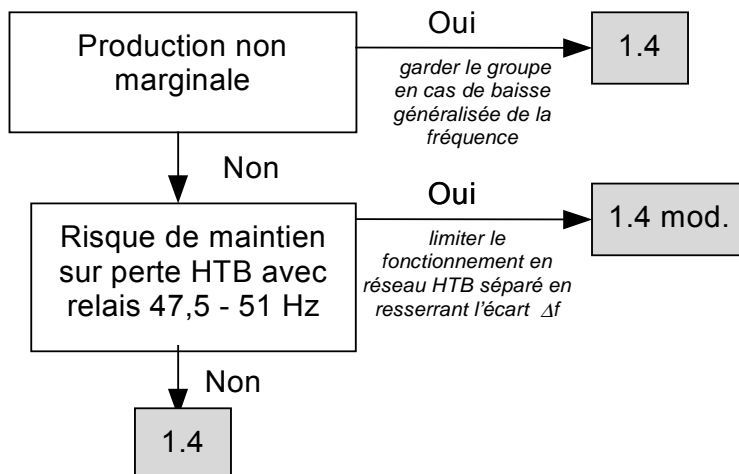 Production non
marginale
Oui
garder le groupe
en cas de baisse
généralisée de la
fréquence
1.4
Non
Risque de maintien
sur perte HTB avec
relais 47,5 - 51 Hz
Oui
limiter le
fonctionnement en
réseau HTB séparé en
resserrant l'écart Δf
1.4 mod.
Non
1.4